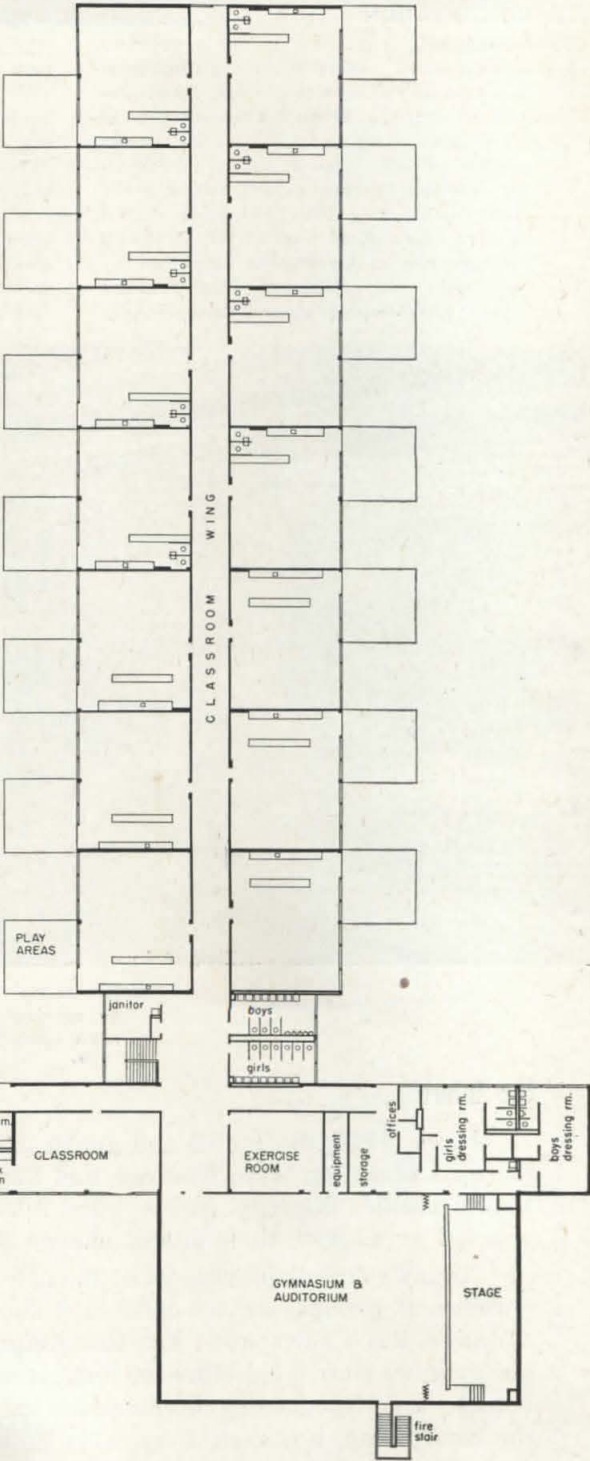 CLASSROOM WING
PLAY
AREAS
janitor
boys
girls
CLASSROOM
EXERCISE
ROOM
equipment
storage
offices
girls
dressing rm.
boys
dressing rm.
GYMNASIUM &
AUDITORIUM
STAGE
fire
stair